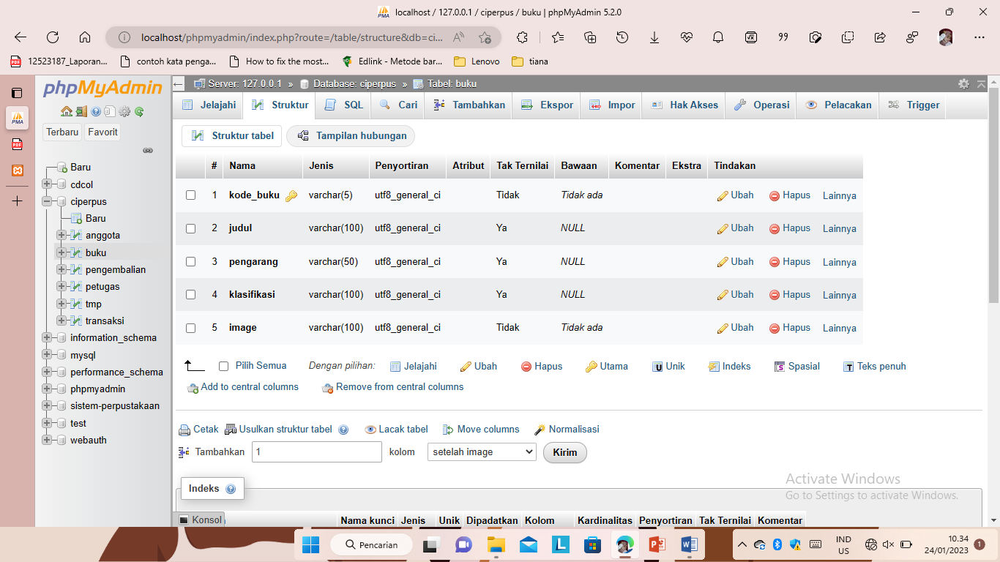 localhost / 127.0.0.1 / ciperpus / buku | phpMyAdmin 5.2.0
localhost/phpmyadmin/index.php?route=/table/structure&db=ci...
12523187_Laporan... contoh kata penga... How to fix the most... Edlink - Metode bar... Lenovo tiana
phpMyAdmin
Terbaru Favorit
Baru
cdcol
ciperpus
Baru
anggota
buku
pengembalian
petugas
tmp
transaksi
information_schema
mysql
performance_schema
phpmyadmin
sistem-perpustakaan
test
webauth
Server: 127.0.0.1 » Database: ciperpus » Tabel: buku
Jelajahi Struktur SQL Cari Tambahkan Ekspor Impor Hak Akses Operasi Pelacakan Trigger
Struktur tabel Tampilan hubungan
# Nama Jenis Penyortiran Atribut Tak Ternilai Bawaan Komentar Ekstra Tindakan
1 kode_buku varchar(5) utf8_general_ci Tidak Tidak ada Ubah Hapus Lainnya
2 judul varchar(100) utf8_general_ci Ya NULL Ubah Hapus Lainnya
3 pengarang varchar(50) utf8_general_ci Ya NULL Ubah Hapus Lainnya
4 klasifikasi varchar(100) utf8_general_ci Ya NULL Ubah Hapus Lainnya
5 image varchar(100) utf8_general_ci Tidak Tidak ada Ubah Hapus Lainnya
Pilih Semua Dengan pilihan: Jelajahi Ubah Hapus Utama Unik Indeks Spasial Teks penuh
Add to central columns Remove from central columns
Cetak Usulkan struktur tabel Lacak tabel Move columns Normalisasi
Tambahkan 1 kolom setelah image Kirim
Indeks
Activate Windows
Go to Settings to activate Windows.
Konsol
Nama kunci Jenis Unik Dipadatkan Kolom Kardinalitas Penyortiran Tak Ternilai Komentar
Pencarian
IND
US
10.34
24/01/2023
1